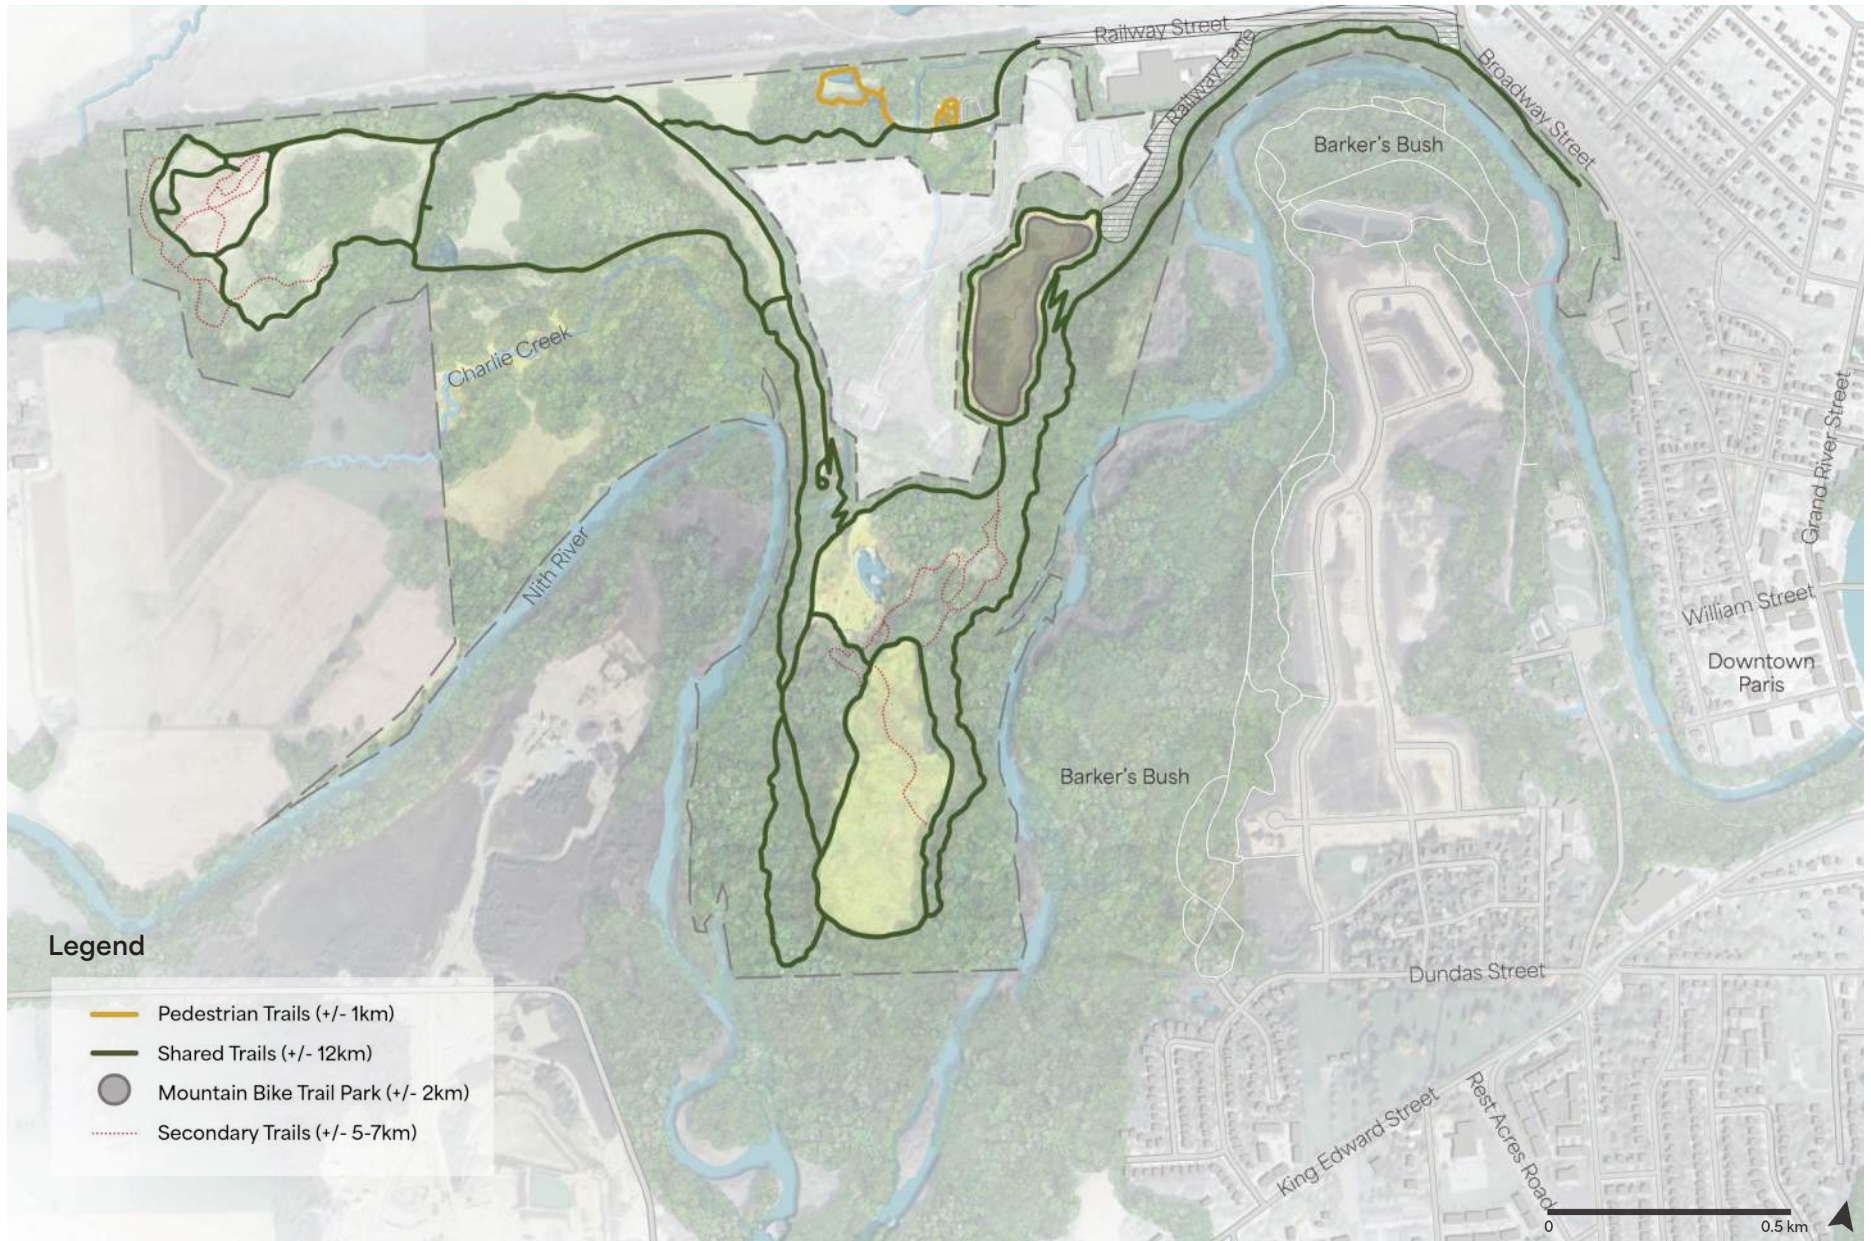 Railway Street
Railway Lane
Broadway Street
Barker's Bush
Charlie Creek
Grand River Street
Nith River
William Street
Downtown
Paris
Barker's Bush
Legend
Pedestrian Trails (+/- 1km)
Shared Trails (+/- 12km)
Mountain Bike Trail Park (+/- 2km)
Secondary Trails (+/- 5-7km)
Dundas Street
King Edward Street
Rest Acres Road
0
0.5 km